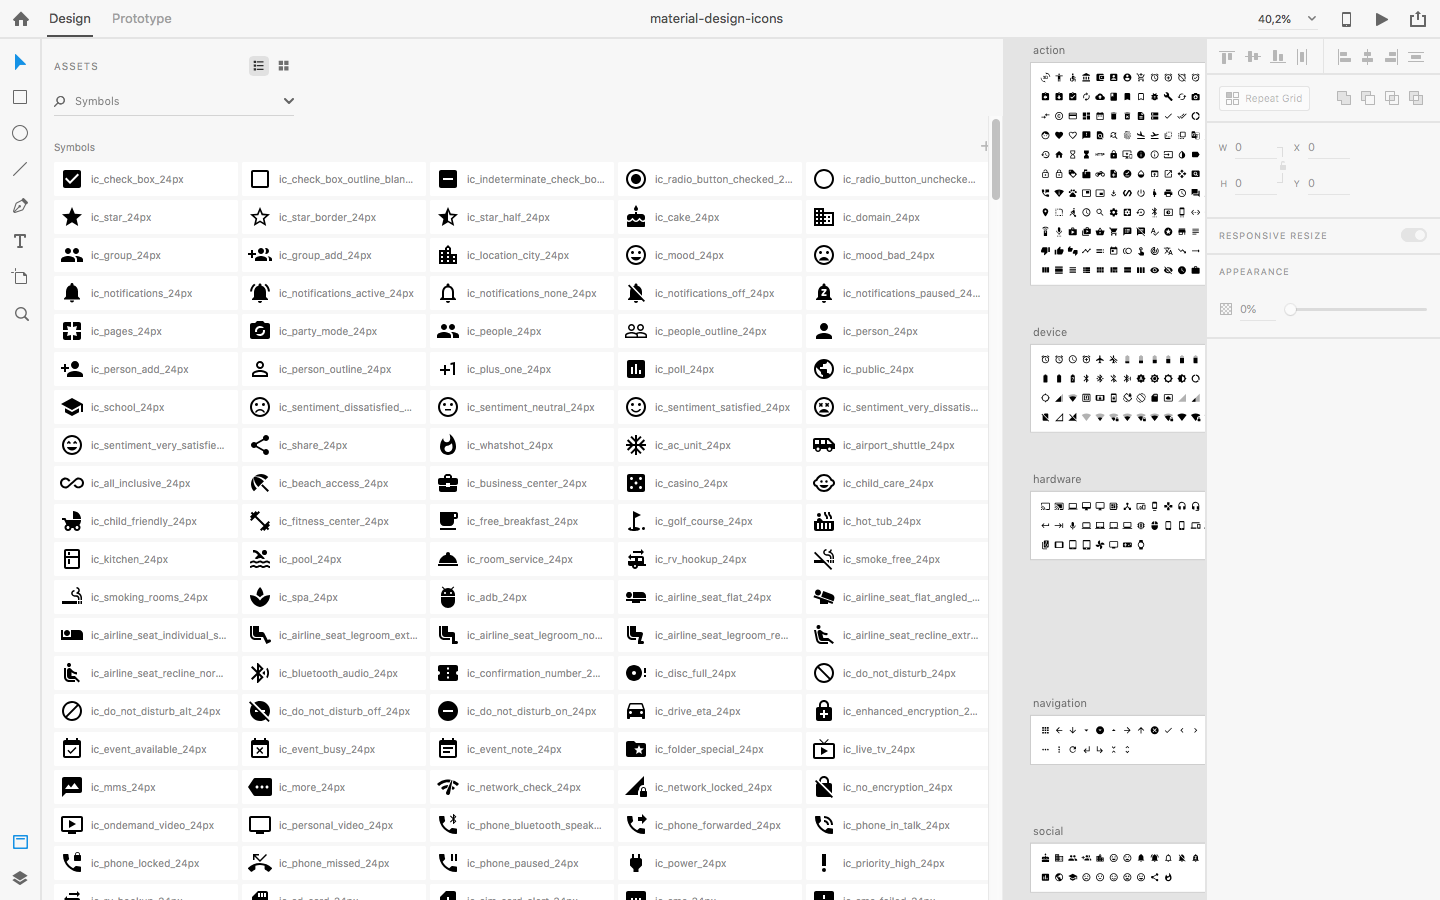 Design
Prototype
material-design-icons
40,2%
ASSETS
Symbols
Symbols
ic_check_box_24px
ic_check_box_outline_blan...
ic_indeterminate_check_bo...
ic_radio_button_checked_2...
ic_radio_button_unchecke...
ic_star_24px
ic_star_border_24px
ic_star_half_24px
ic_cake_24px
ic_domain_24px
ic_group_24px
ic_group_add_24px
ic_location_city_24px
ic_mood_24px
ic_mood_bad_24px
ic_notifications_24px
ic_notifications_active_24px
ic_notifications_none_24px
ic_notifications_off_24px
ic_notifications_paused_24...
ic_pages_24px
ic_party_mode_24px
ic_people_24px
ic_people_outline_24px
ic_person_24px
ic_person_add_24px
ic_person_outline_24px
ic_plus_one_24px
ic_poll_24px
ic_public_24px
ic_school_24px
ic_sentiment_dissatisfied_...
ic_sentiment_neutral_24px
ic_sentiment_satisfied_24px
ic_sentiment_very_dissatis...
ic_sentiment_very_satisfie...
ic_share_24px
ic_whatshot_24px
ic_ac_unit_24px
ic_airport_shuttle_24px
ic_all_inclusive_24px
ic_beach_access_24px
ic_business_center_24px
ic_casino_24px
ic_child_care_24px
ic_child_friendly_24px
ic_fitness_center_24px
ic_free_breakfast_24px
ic_golf_course_24px
ic_hot_tub_24px
ic_kitchen_24px
ic_pool_24px
ic_room_service_24px
ic_rv_hookup_24px
ic_smoke_free_24px
ic_smoking_rooms_24px
ic_spa_24px
ic_adb_24px
ic_airline_seat_flat_24px
ic_airline_seat_flat_angled_...
ic_airline_seat_individual_s...
ic_airline_seat_legroom_ext...
ic_airline_seat_legroom_no...
ic_airline_seat_legroom_re...
ic_airline_seat_recline_extr...
ic_airline_seat_recline_nor...
ic_bluetooth_audio_24px
ic_confirmation_number_2...
ic_disc_full_24px
ic_do_not_disturb_24px
ic_do_not_disturb_alt_24px
ic_do_not_disturb_off_24px
ic_do_not_disturb_on_24px
ic_drive_eta_24px
ic_enhanced_encryption_2...
ic_event_available_24px
ic_event_busy_24px
ic_event_note_24px
ic_folder_special_24px
ic_live_tv_24px
ic_mms_24px
ic_more_24px
ic_network_check_24px
ic_network_locked_24px
ic_no_encryption_24px
ic_ondemand_video_24px
ic_personal_video_24px
ic_phone_bluetooth_speak...
ic_phone_forwarded_24px
ic_phone_in_talk_24px
ic_phone_locked_24px
ic_phone_missed_24px
ic_phone_paused_24px
ic_power_24px
ic_priority_high_24px
action
device
hardware
navigation
social
Repeat Grid
W 0
X 0
H 0
Y 0
RESPONSIVE RESIZE
APPEARANCE
0%